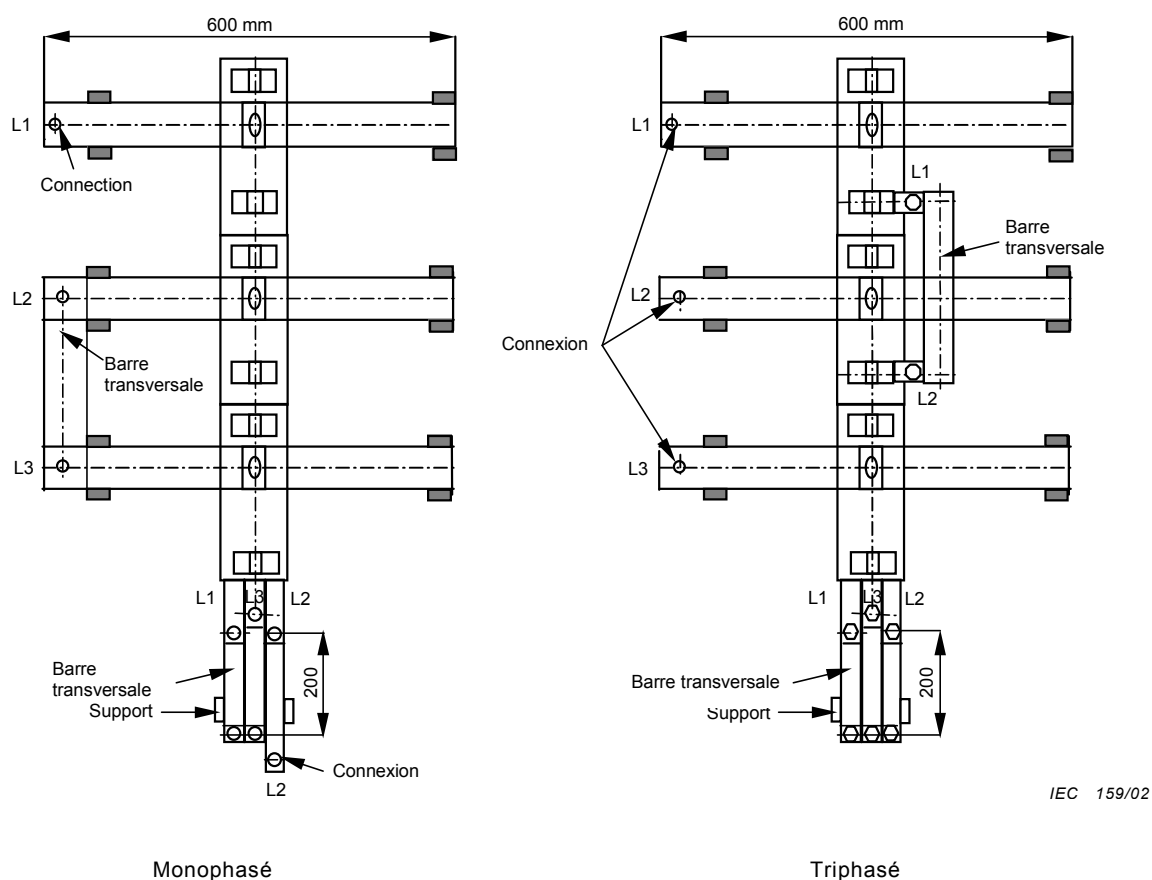 600 mm
L1
Connection
L2
Barre
transversale
L3
L1
L3
L2
Barre
transversale
Support
200
Connexion
L2
Monophasé
600 mm
L1
L1
Barre
transversale
L2
Connexion
L2
L3
L1
L3
L2
Barre transversale
Support
200
IEC 159/02
Triphasé